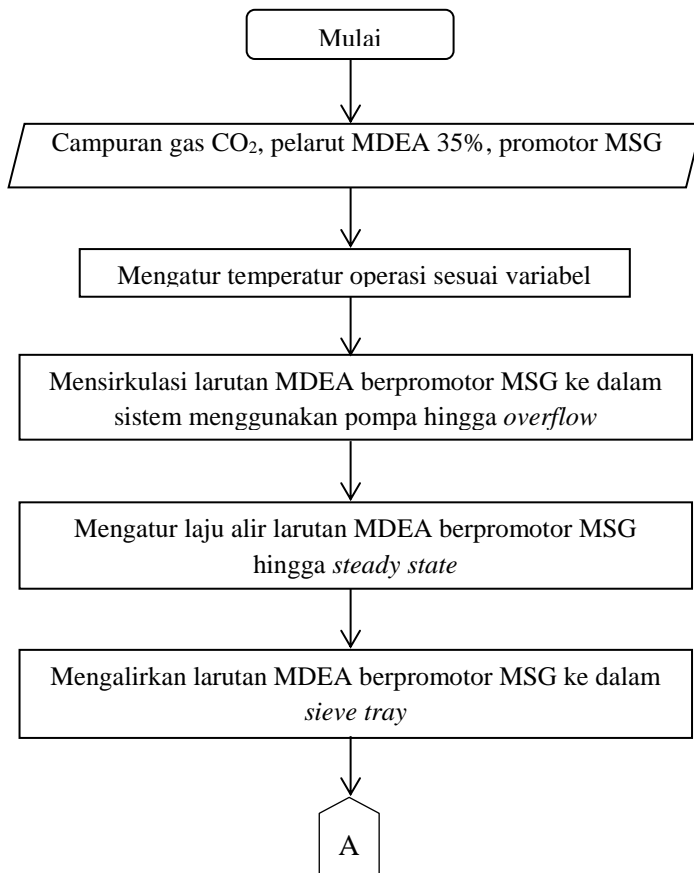 Mulai
Campuran gas CO₂, pelarut MDEA 35%, promotor MSG
Mengatur temperatur operasi sesuai variabel
Mensirkulasi larutan MDEA berpromotor MSG ke dalam
sistem menggunakan pompa hingga overflow
Mengatur laju alir larutan MDEA berpromotor MSG
hingga steady state
Mengalirkan larutan MDEA berpromotor MSG ke dalam
sieve tray
A